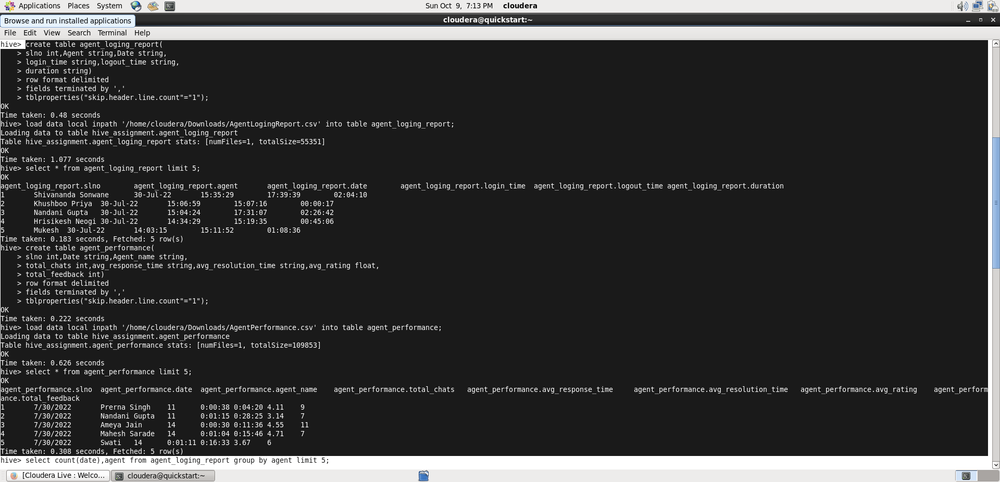 Applications Places System Sun Oct 9, 7:13 PM cloudera
Browse and run installed applications cloudera@quickstart:~
File Edit View Search Terminal Help
hive> create table agent_loging_report(
> slno int,Agent string,Date string,
> login_time string,logout_time string,
> duration string)
> row format delimited
> fields terminated by ','
> tblproperties("skip.header.line.count"="1");
OK
Time taken: 0.48 seconds
hive> load data local inpath '/home/cloudera/Downloads/AgentLogingReport.csv' into table agent_loging_report;
Loading data to table hive_assignment.agent_loging_report
Table hive_assignment.agent_loging_report stats: [numFiles=1, totalSize=55351]
OK
Time taken: 1.077 seconds
hive> select * from agent_loging_report limit 5;
OK
agent_loging_report.slno agent_loging_report.agent agent_loging_report.date agent_loging_report.login_time agent_loging_report.logout_time agent_loging_report.duration
1 Shivananda Sonwane 30-Jul-22 15:35:29 17:39:39 02:04:10
2 Khushboo Priya 30-Jul-22 15:06:59 15:07:16 00:00:17
3 Nandani Gupta 30-Jul-22 15:04:24 17:31:07 02:26:42
4 Hrisikesh Neogi 30-Jul-22 14:34:29 15:19:35 00:45:06
5 Mukesh 30-Jul-22 14:03:15 15:11:52 01:08:36
Time taken: 0.183 seconds, Fetched: 5 row(s)
hive> create table agent_performance(
> slno int,Date string,Agent_name string,
> total_chats int,avg_response_time string,avg_resolution_time string,avg_rating float,
> total_feedback int)
> row format delimited
> fields terminated by ','
> tblproperties("skip.header.line.count"="1");
OK
Time taken: 0.222 seconds
hive> load data local inpath '/home/cloudera/Downloads/AgentPerformance.csv' into table agent_performance;
Loading data to table hive_assignment.agent_performance
Table hive_assignment.agent_performance stats: [numFiles=1, totalSize=109853]
OK
Time taken: 0.626 seconds
hive> select * from agent_performance limit 5;
OK
agent_performance.slno agent_performance.date agent_performance.agent_name agent_performance.total_chats agent_performance.avg_response_time agent_performance.avg_resolution_time agent_performance.avg_rating agent_perform
ance.total_feedback
1 7/30/2022 Prerna Singh 11 0:00:38 0:04:20 4.11 9
2 7/30/2022 Nandani Gupta 11 0:01:15 0:28:25 3.14 7
3 7/30/2022 Ameya Jain 14 0:00:30 0:11:36 4.55 11
4 7/30/2022 Mahesh Sarade 14 0:01:04 0:15:46 4.71 7
5 7/30/2022 Swati 14 0:01:11 0:16:33 3.67 6
Time taken: 0.308 seconds, Fetched: 5 row(s)
hive> select count(date),agent from agent_loging_report group by agent limit 5;
[Cloudera Live : Welco... cloudera@quickstart:~